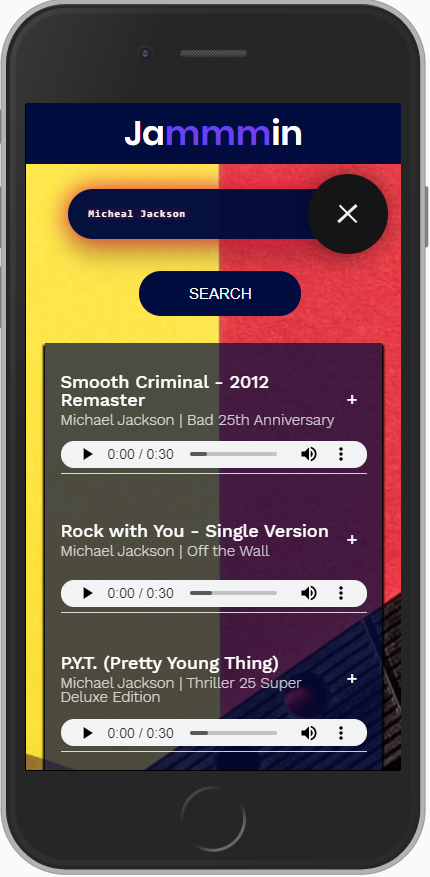 Jammmin
Micheal Jackson
SEARCH
Smooth Criminal - 2012
Remaster
+
Michael Jackson | Bad 25th Anniversary
0:00 / 0:30
Rock with You - Single Version
+
Michael Jackson | Off the Wall
0:00 / 0:30
P.Y.T. (Pretty Young Thing)
+
Michael Jackson | Thriller 25 Super
Deluxe Edition
0:00 / 0:30